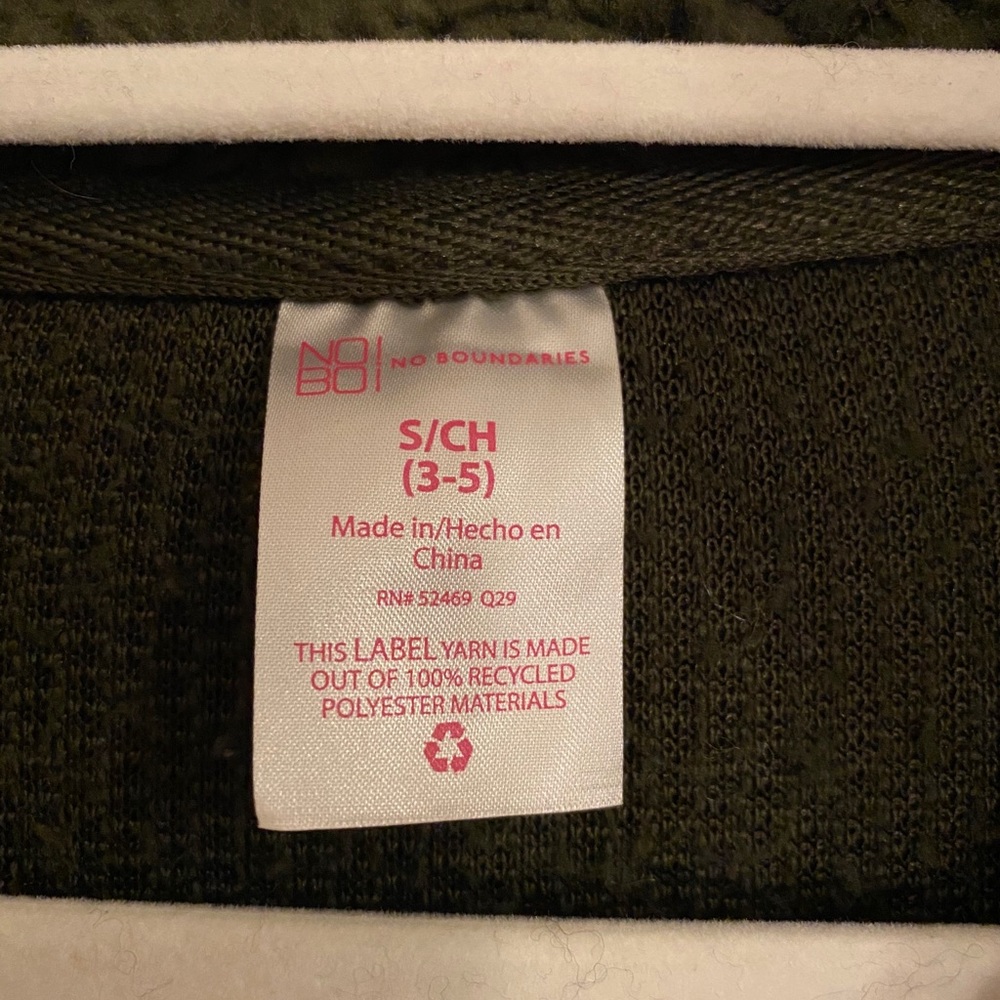 NO
BO
NO BOUNDARIES
S/CH
(3-5)
Made in/Hecho en
China
RN# 52469 Q29
THIS LABEL YARN IS MADE
OUT OF 100% RECYCLED
POLYESTER MATERIALS